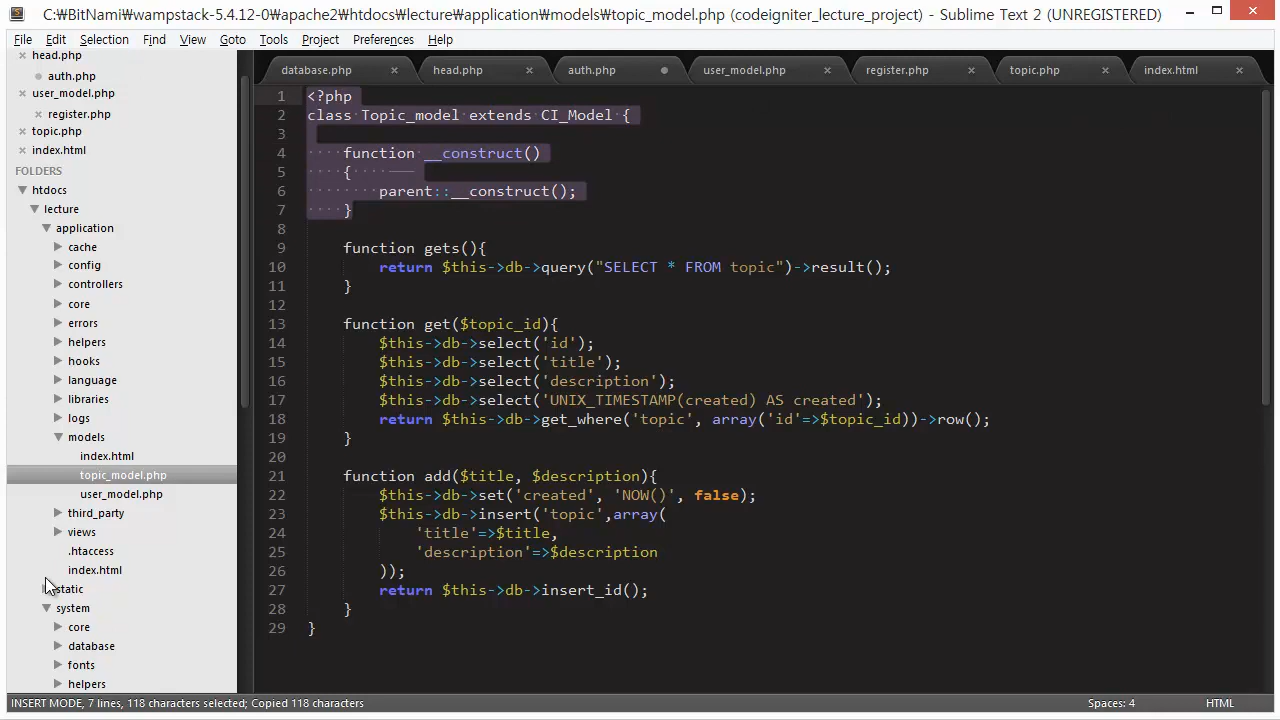 C:₩BitNami₩wampstack-5.4.12-0₩apache2₩htdocs₩lecture₩application₩models₩topic_model.php (codeigniter_lecture_project) - Sublime Text 2 (UNREGISTERED)
File Edit Selection Find View Goto Tools Project Preferences Help
head.php
auth.php
user_model.php
register.php
topic.php
index.html
FOLDERS
htdocs
lecture
application
cache
config
controllers
core
errors
helpers
hooks
language
libraries
logs
models
index.html
topic_model.php
user_model.php
third_party
views
.htaccess
index.html
static
system
core
database
fonts
helpers
database.php head.php auth.php user_model.php register.php topic.php index.html
1 <?php
2 class Topic_model extends CI_Model {
3
4 function __construct()
5 {
6 parent::__construct();
7 }
8
9 function gets(){
10 return $this->db->query("SELECT * FROM topic")->result();
11 }
12
13 function get($topic_id){
14 $this->db->select('id');
15 $this->db->select('title');
16 $this->db->select('description');
17 $this->db->select('UNIX_TIMESTAMP(created) AS created');
18 return $this->db->get_where('topic', array('id'=>$topic_id))->row();
19 }
20
21 function add($title, $description){
22 $this->db->set('created', 'NOW()', false);
23 $this->db->insert('topic',array(
24 'title'=>$title,
25 'description'=>$description
26 ));
27 return $this->db->insert_id();
28 }
29 }
INSERT MODE, 7 lines, 118 characters selected; Copied 118 characters Spaces: 4 HTML